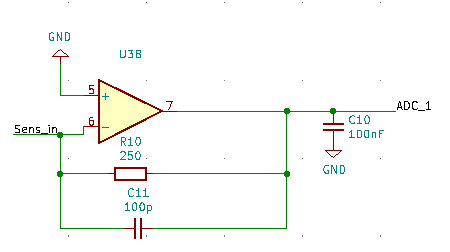 GND
U3B
5
+
7
6
−
Sens_in
ADC_1
R10
250
C10
100nF
GND
C11
100p